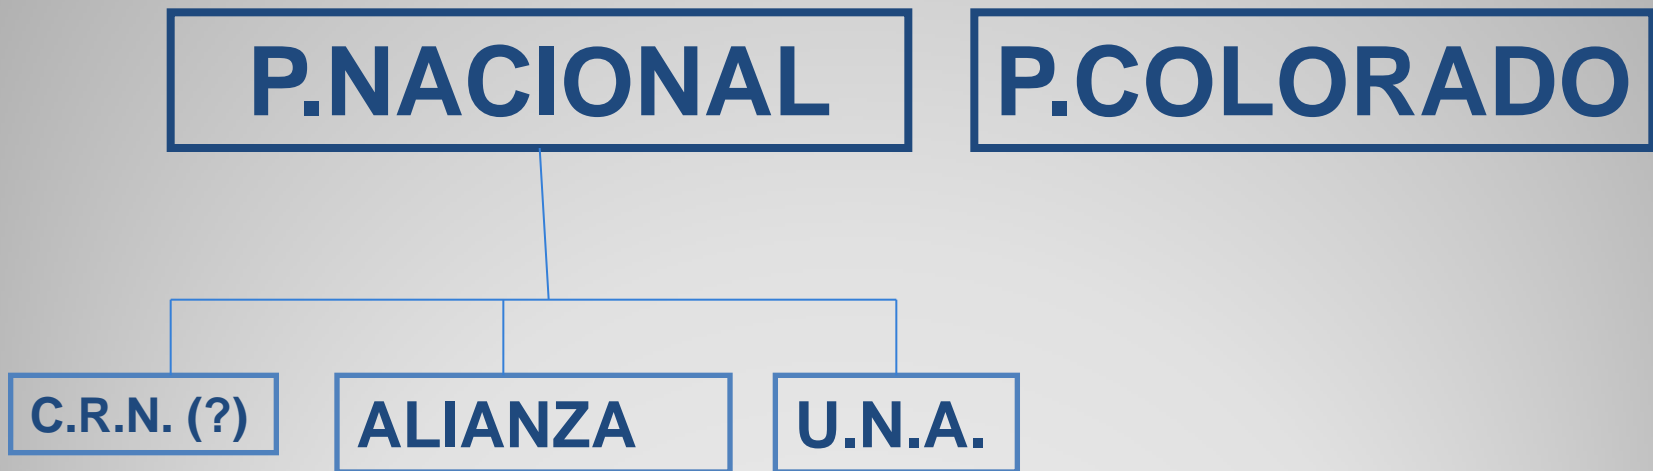 P.NACIONAL
P.COLORADO
C.R.N. (?)
ALIANZA
U.N.A.